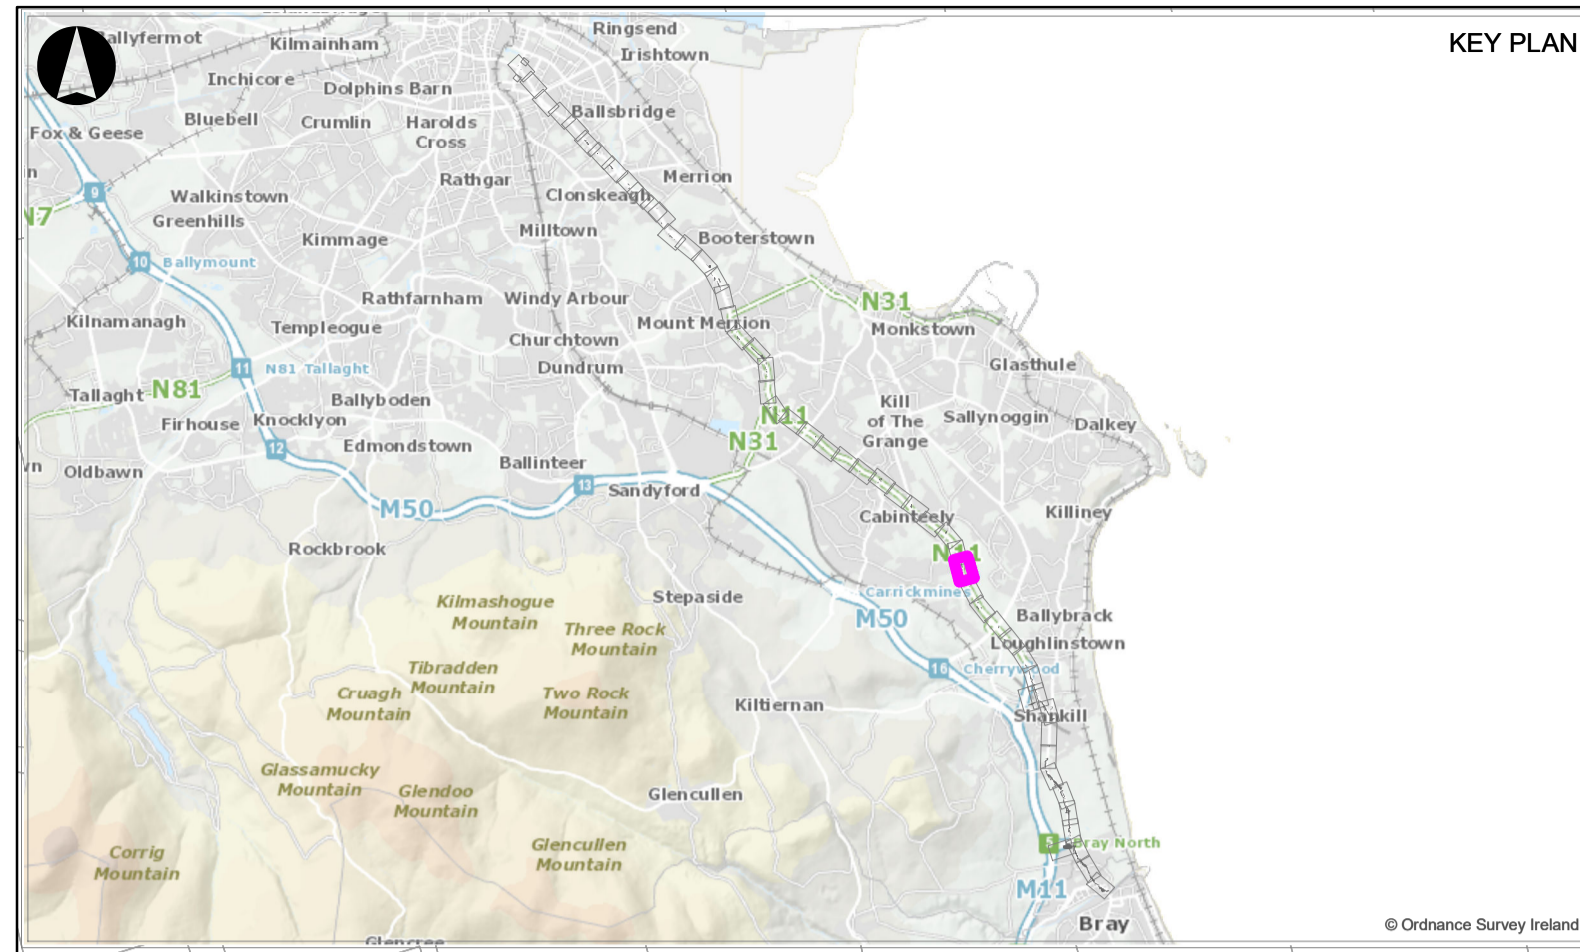 KEY PLAN
Ballyfermot
Kilmainham
Ringsend
Irishtown
Inchicore
Dolphins Barn
Ballsbridge
Fox & Geese
Bluebell
Crumlin
Harolds
Cross
Merrion
Rathgar
Clonskeagh
9
Walkinstown
N7
Greenhills
Kimmage
Milltown
Booterstown
10
Ballymount
Rathfarnham
Windy Arbour
N31
Kilnamanagh
Templeogue
Mount Merrion
Monkstown
Churchtown
Glasthule
11
N81 Tallaght
Dundrum
Tallaght
N81
Ballyboden
Kill
of The
Grange
Firhouse
Knocklyon
N11
Sallynoggin
Dalkey
12
Edmondstown
N31
Oldbawn
Ballinteer
13
Sandyford
M50
Cabinteely
Killiney
Rockbrook
N11
Kilmashogue
Mountain
Stepaside
Carrickmines
M50
Ballybrack
Three Rock
Mountain
Loughlinstown
Tibradden
Mountain
16
Cherrywood
Cruagh
Mountain
Two Rock
Mountain
Kiltiernan
Shankill
Glassamucky
Mountain
Glendoo
Mountain
Glencullen
Corrig
Mountain
Glencullen
Mountain
5
Bray North
M11
Bray
© Ordnance Survey Ireland
Glencree